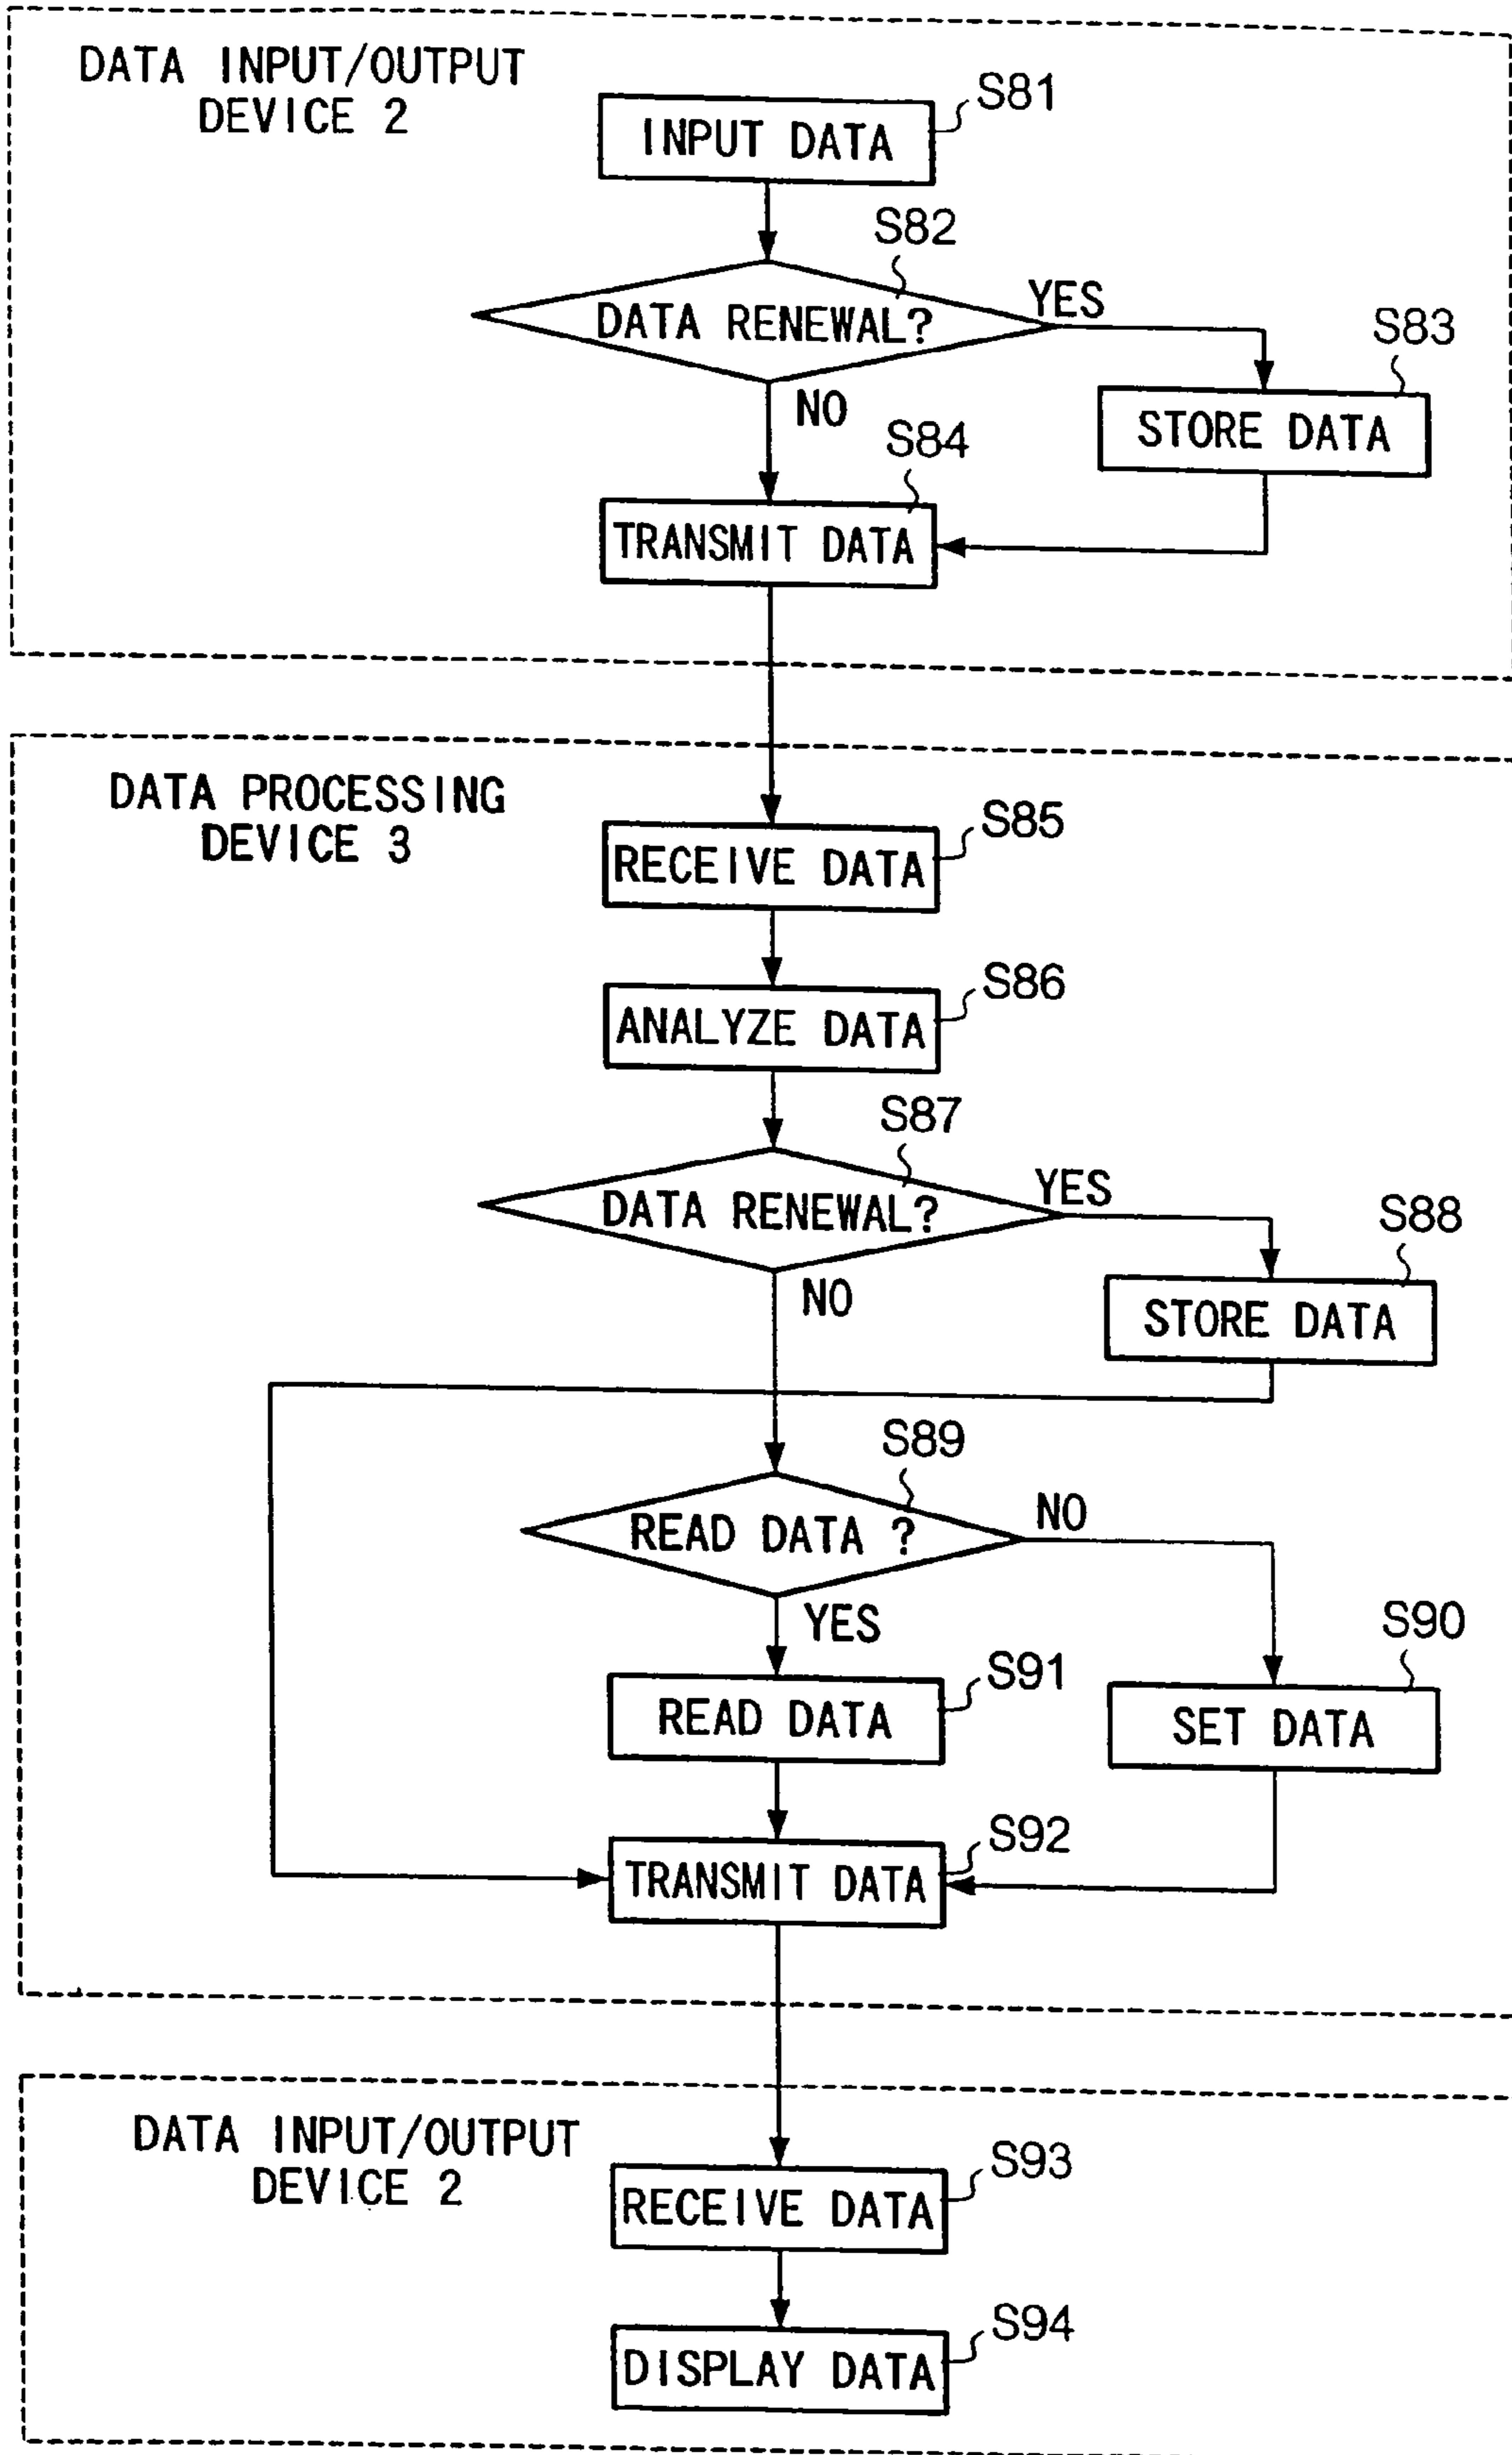 DATA INPUT/OUTPUT
DEVICE 2
S81
INPUT DATA
S82
DATA RENEWAL?
YES
S83
STORE DATA
NO
S84
TRANSMIT DATA
DATA PROCESSING
DEVICE 3
S85
RECEIVE DATA
S86
ANALYZE DATA
S87
DATA RENEWAL?
YES
S88
STORE DATA
NO
S89
READ DATA ?
NO
YES
S90
SET DATA
S91
READ DATA
S92
TRANSMIT DATA
DATA INPUT/OUTPUT
DEVICE 2
S93
RECEIVE DATA
S94
DISPLAY DATA